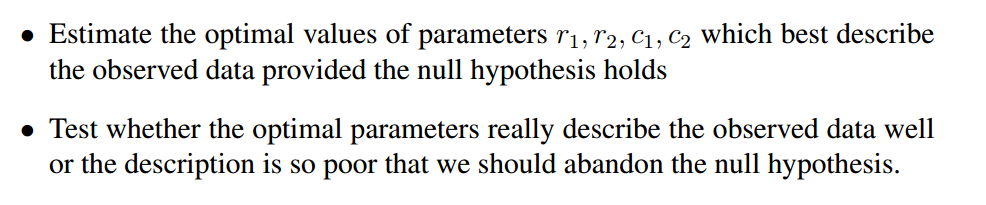 • Estimate the optimal values of parameters r₁, r₂, c₁, c₂ which best describe
the observed data provided the null hypothesis holds
• Test whether the optimal parameters really describe the observed data well
or the description is so poor that we should abandon the null hypothesis.